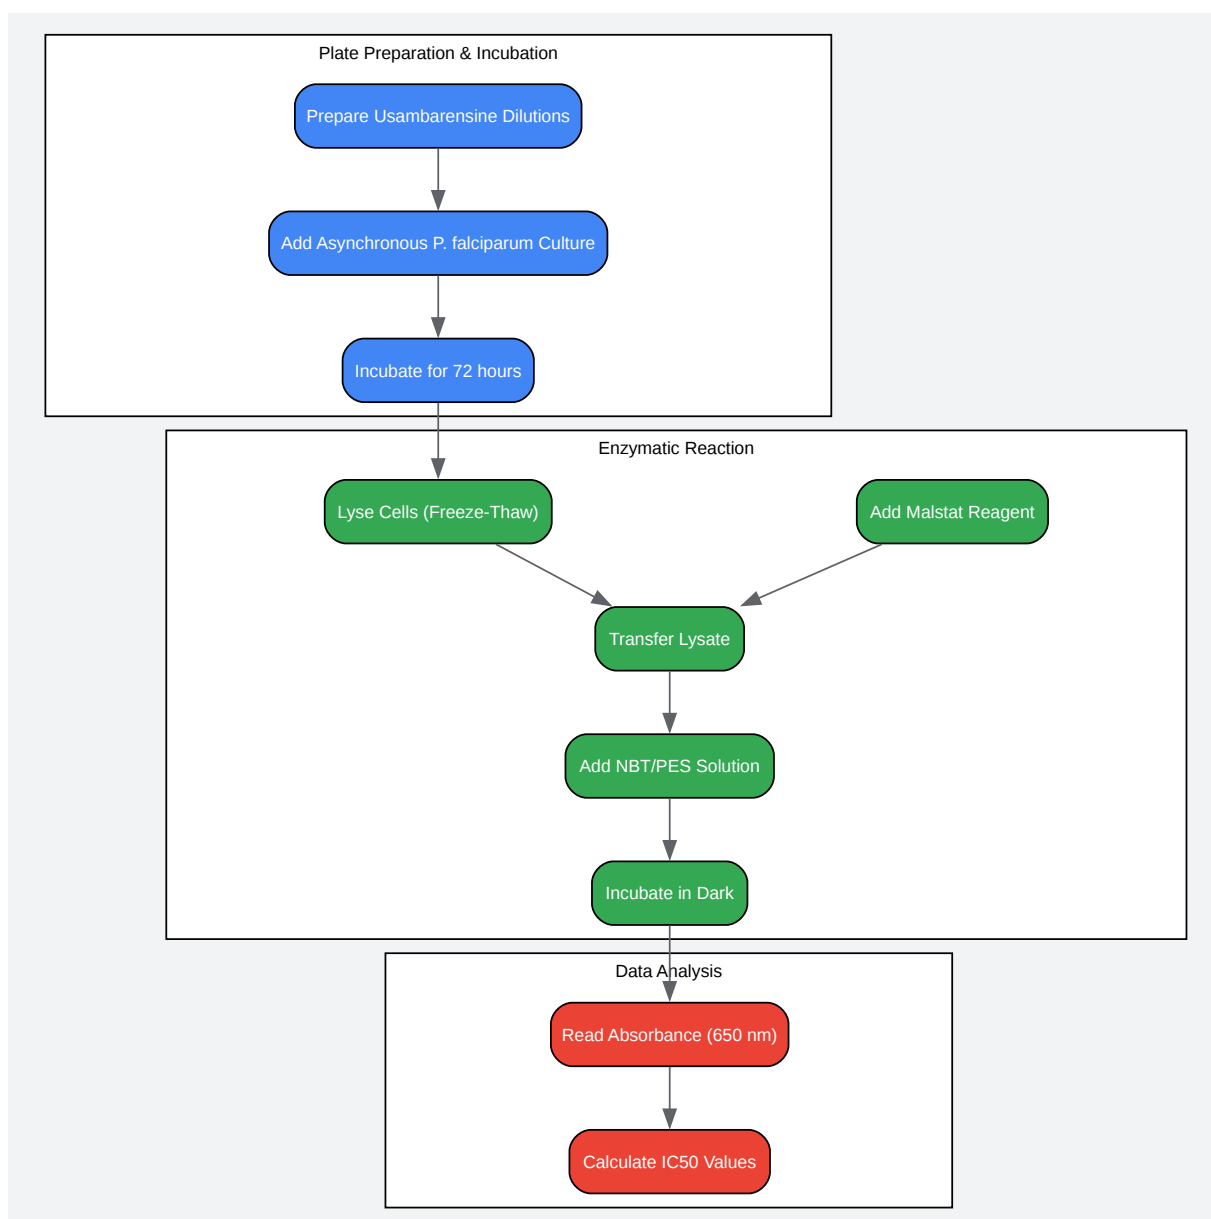 Plate Preparation & Incubation
Prepare Usambarensine Dilutions
Add Asynchronous P. falciparum Culture
Incubate for 72 hours
Enzymatic Reaction
Lyse Cells (Freeze-Thaw)
Add Malstat Reagent
Transfer Lysate
Add NBT/PES Solution
Incubate in Dark
Data Analysis
Read Absorbance (650 nm)
Calculate IC50 Values